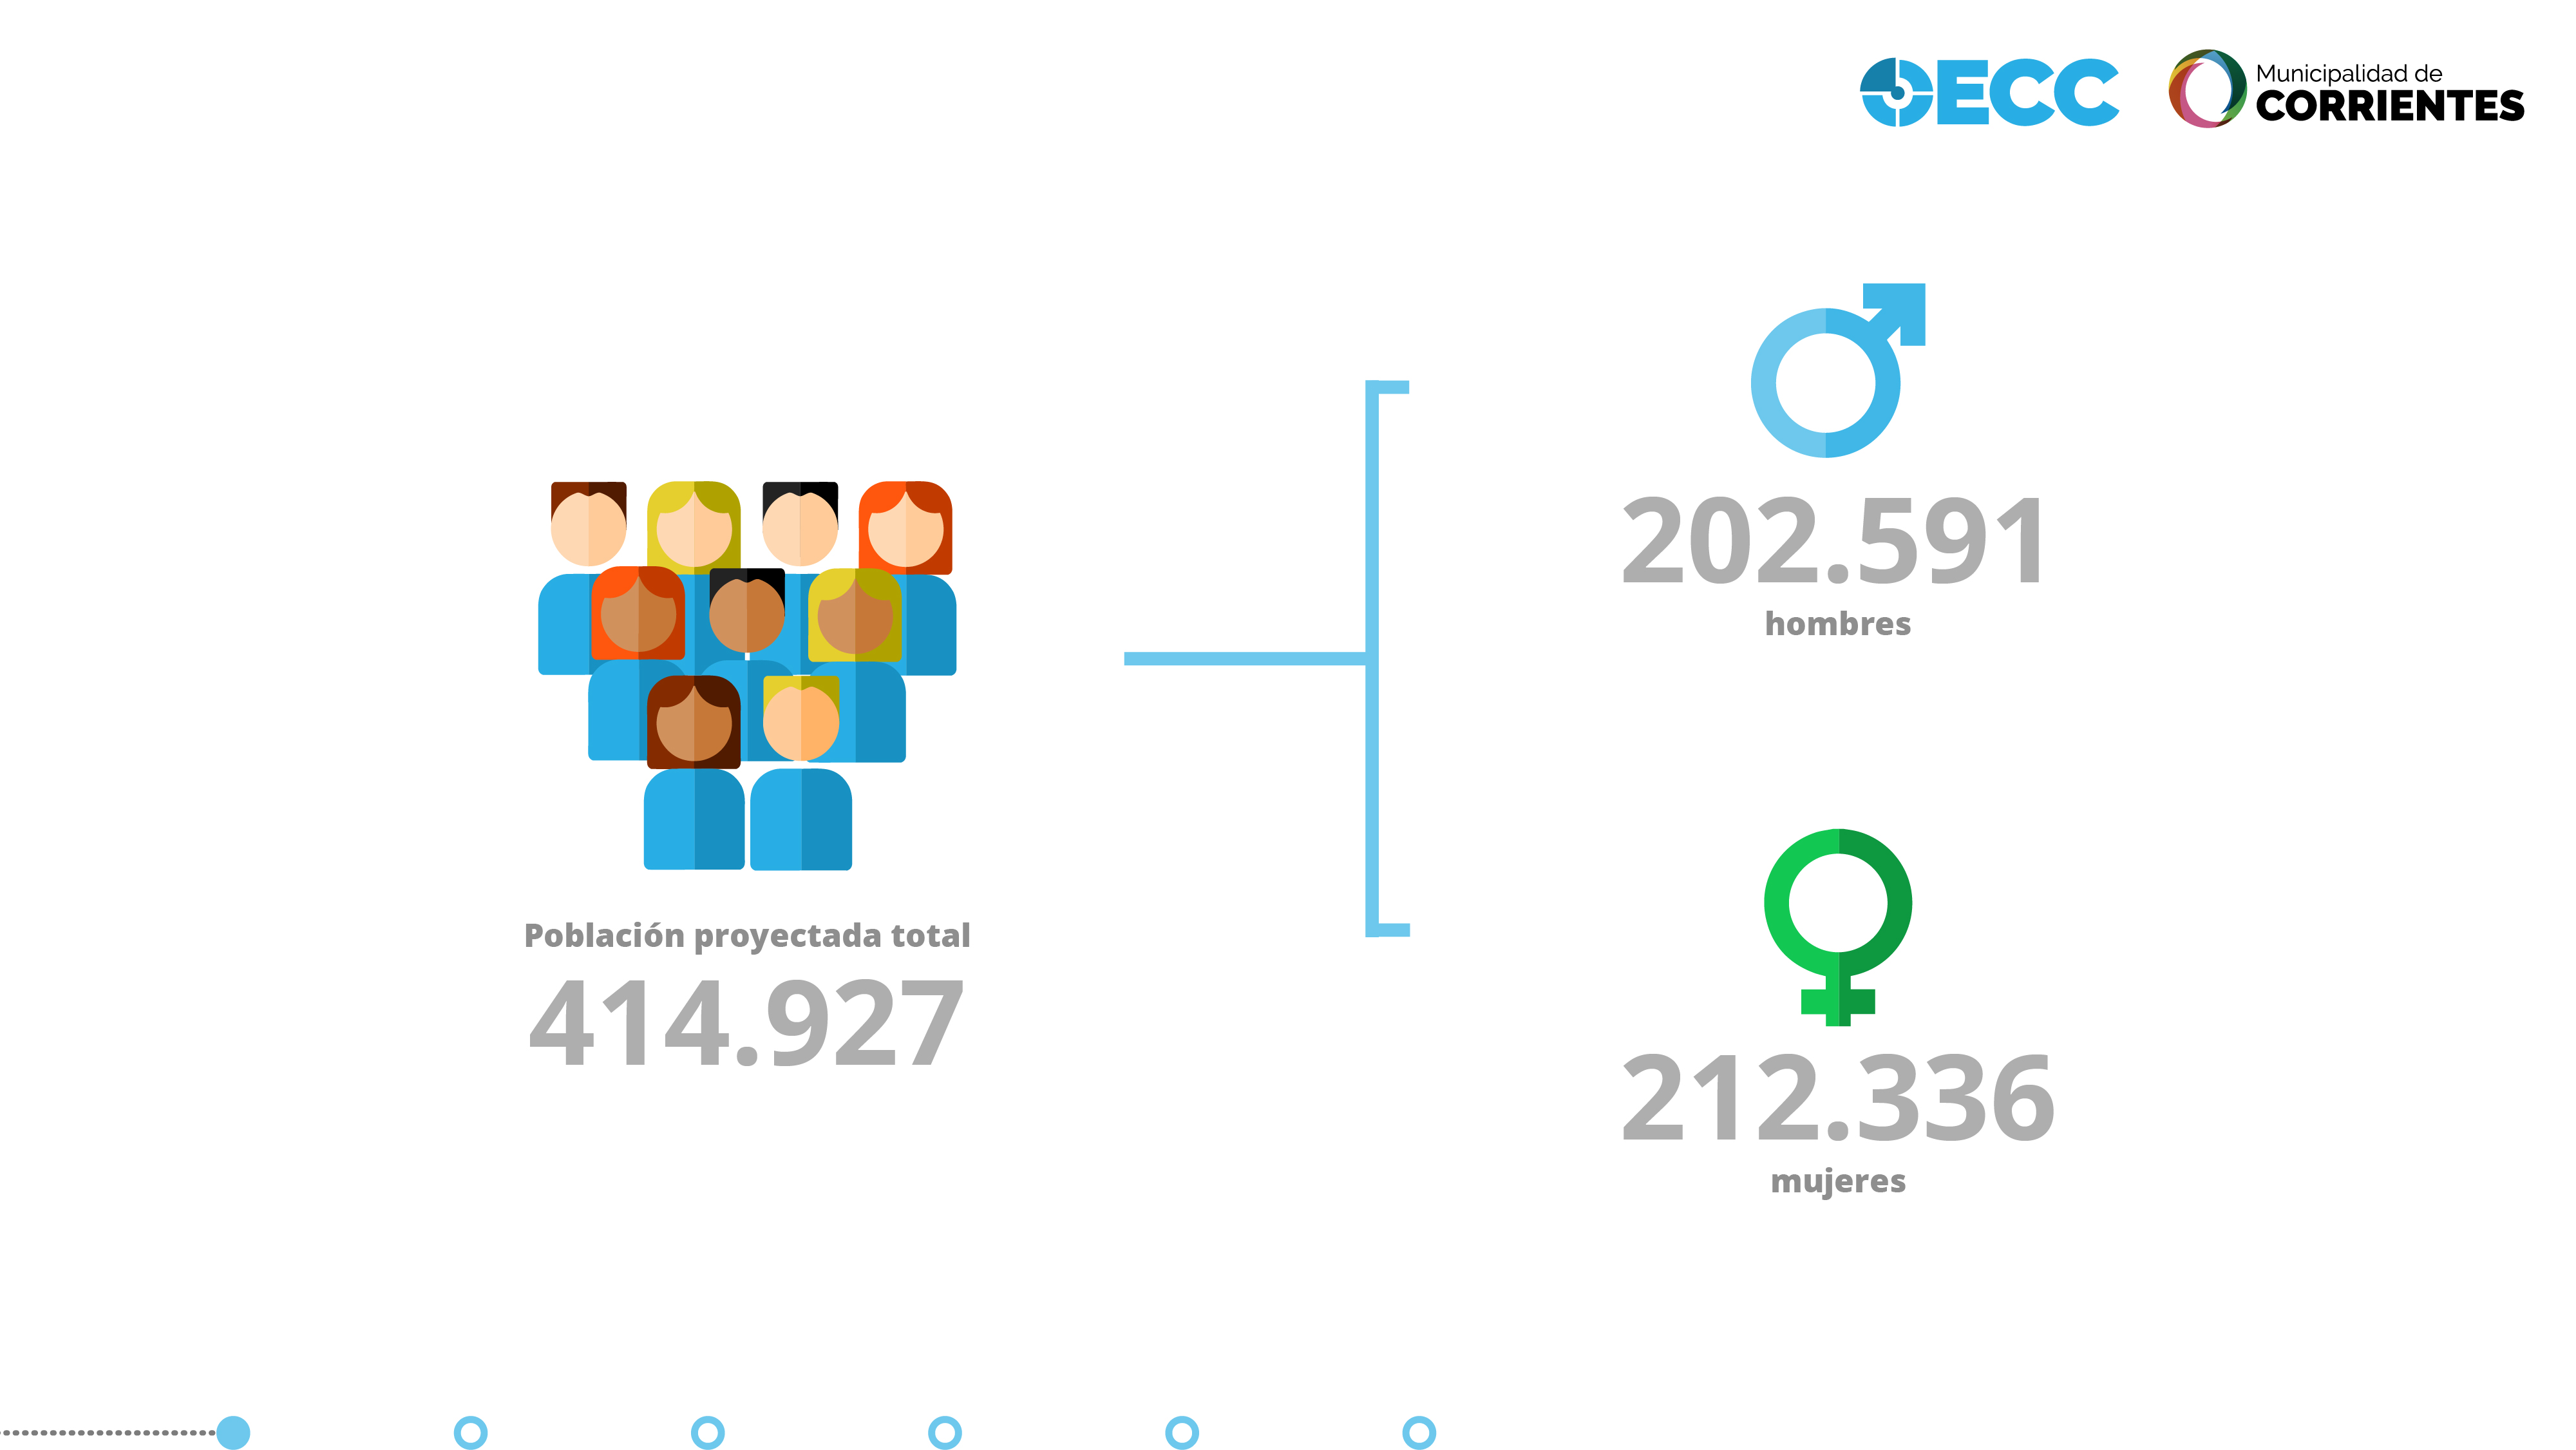 OECC
Municipalidad de
CORRIENTES
202.591
hombres
Población proyectada total
414.927
212.336
mujeres